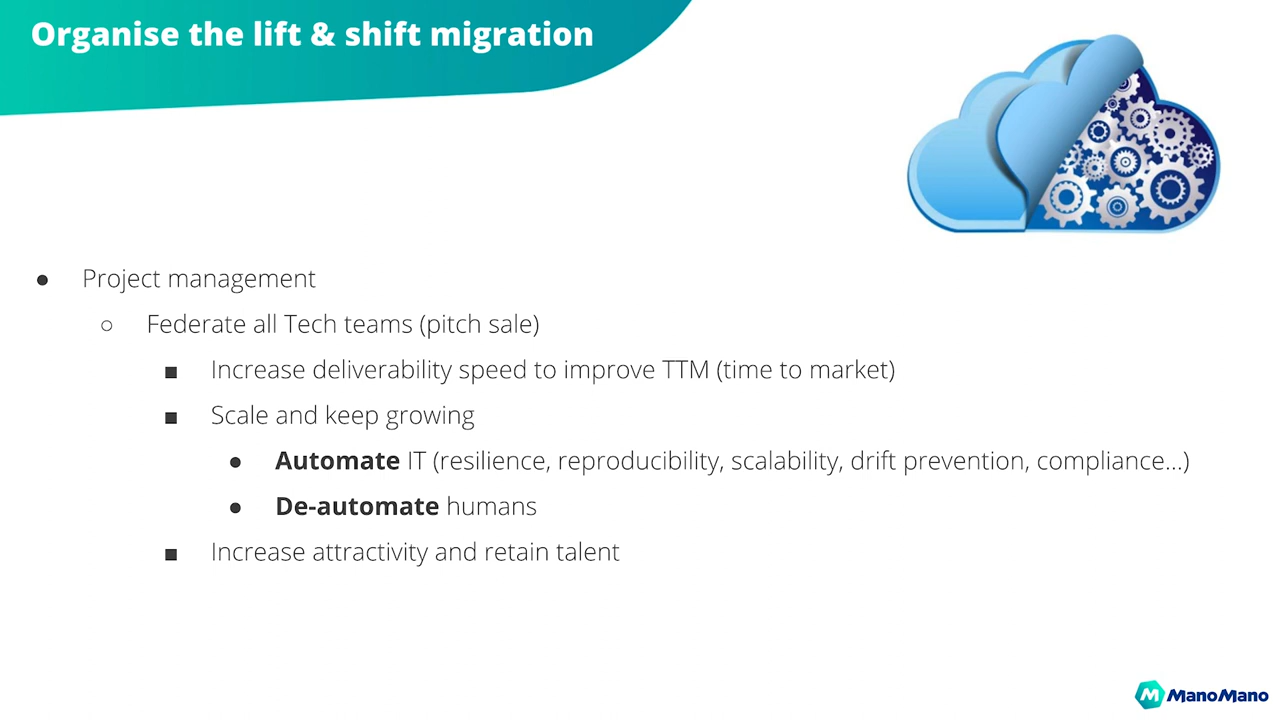 Organise the lift & shift migration
● Project management
○ Federate all Tech teams (pitch sale)
■ Increase deliverability speed to improve TTM (time to market)
■ Scale and keep growing
● Automate IT (resilience, reproducibility, scalability, drift prevention, compliance...)
● De-automate humans
■ Increase attractivity and retain talent
M ManoMano